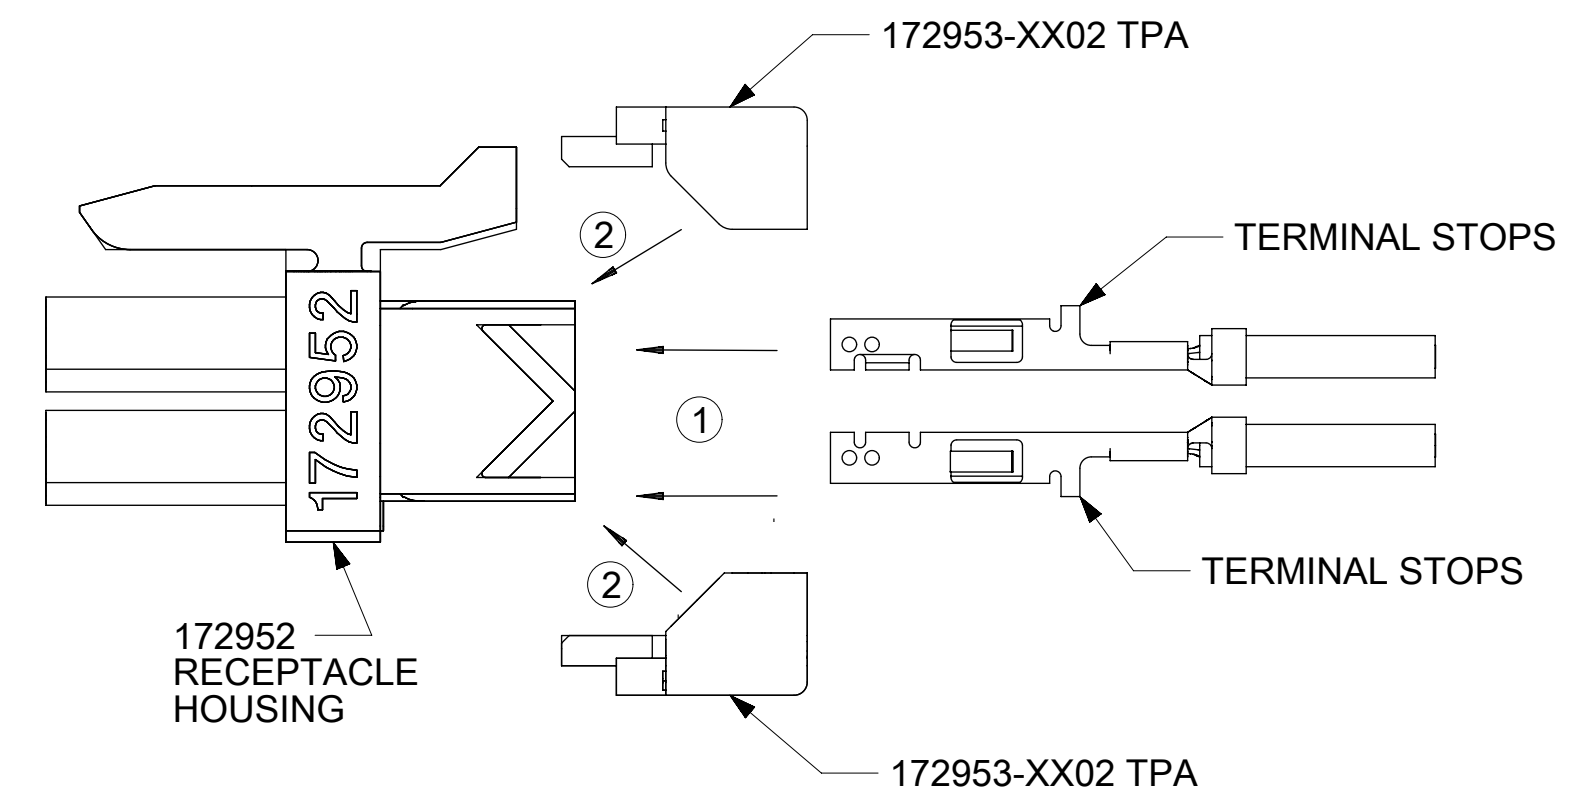 172953-XX02 TPA
2
TERMINAL STOPS
172952
1
2
TERMINAL STOPS
172952
RECEPTACLE
HOUSING
172953-XX02 TPA